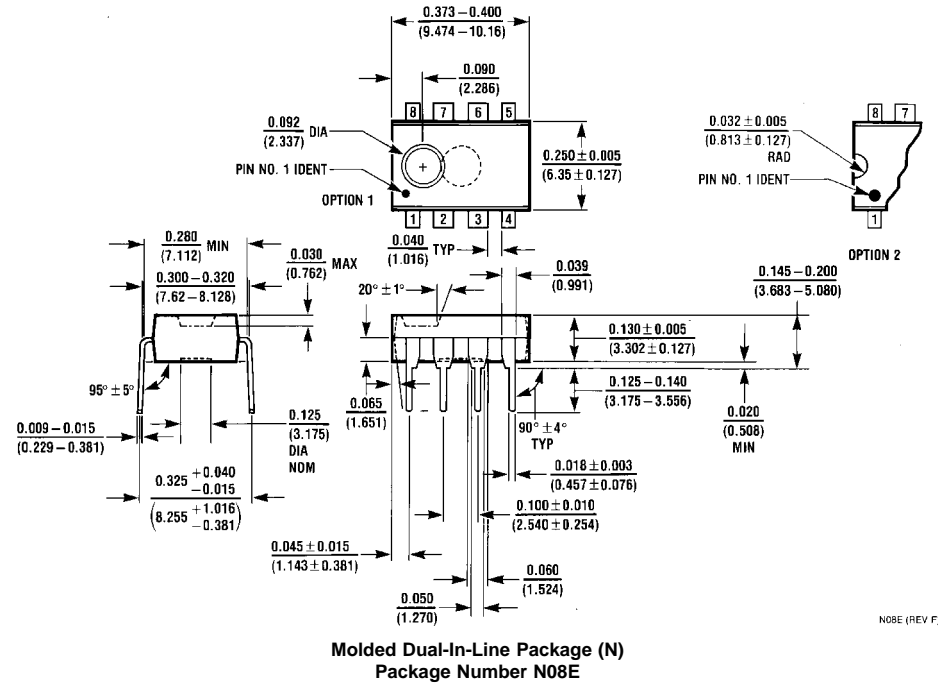 0.373 – 0.400
(9.474 – 10.16)
0.090
(2.286)
8 7 6 5
0.092 DIA
(2.337)
PIN NO. 1 IDENT
OPTION 1
0.250 ± 0.005
(6.35 ± 0.127)
1 2 3 4
0.032 ± 0.005
(0.813 ± 0.127)
RAD
8 7
PIN NO. 1 IDENT
1
OPTION 2
0.280 MIN
(7.112)
0.030 MAX
(0.762)
0.300 – 0.320
(7.62 – 8.128)
0.040 TYP
(1.016)
0.039
(0.991)
0.145 – 0.200
(3.683 – 5.080)
20° ± 1°
0.130 ± 0.005
(3.302 ± 0.127)
95° ± 5°
0.065
(1.651)
0.125 – 0.140
(3.175 – 3.556)
0.020
(0.508)
MIN
0.009 – 0.015
(0.229 – 0.381)
0.125
(3.175)
DIA
NOM
90° ± 4°
TYP
0.018 ± 0.003
(0.457 ± 0.076)
0.325 +0.040
–0.015
(8.255 +1.016
–0.381)
0.100 ± 0.010
(2.540 ± 0.254)
0.045 ± 0.015
(1.143 ± 0.381)
0.060
(1.524)
0.050
(1.270)
N08E (REV F)
Molded Dual-In-Line Package (N)
Package Number N08E